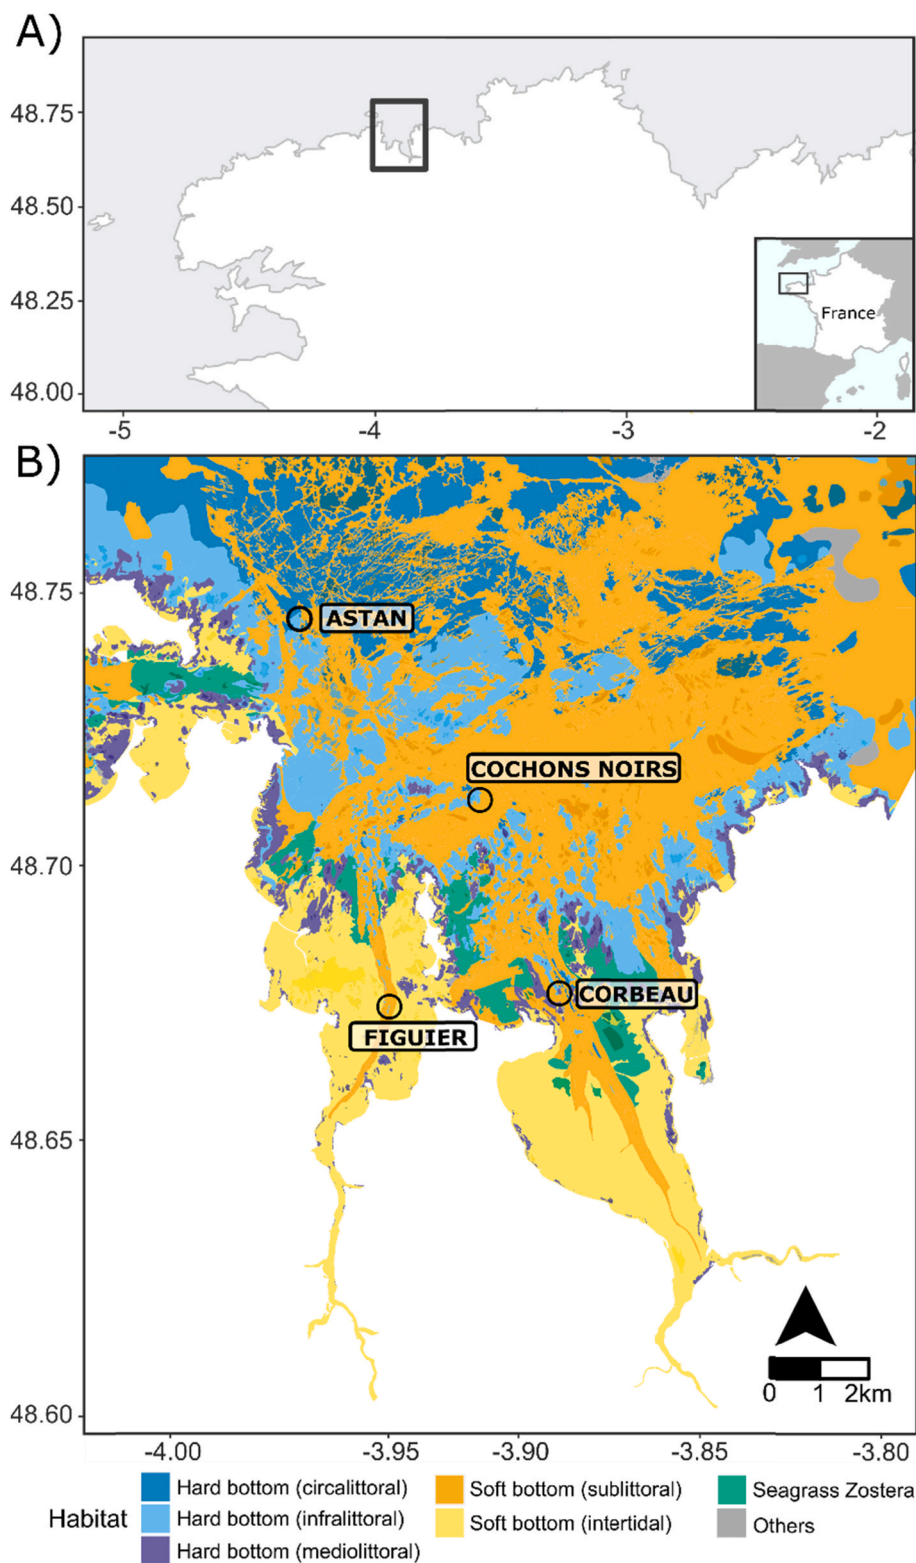 A)
48.75
48.50
48.25
48.00
France
-5 -4 -3 -2
B)
48.75
ASTAN
COCHONS NOIRS
48.70
CORBEAU
FIGUIER
48.65
0 1 2km
48.60
-4.00 -3.95 -3.90 -3.85 -3.80
Hard bottom (circalittoral) Soft bottom (sublittoral) Seagrass Zostera
Habitat Hard bottom (infralittoral) Soft bottom (intertidal) Others
Hard bottom (mediolittoral)